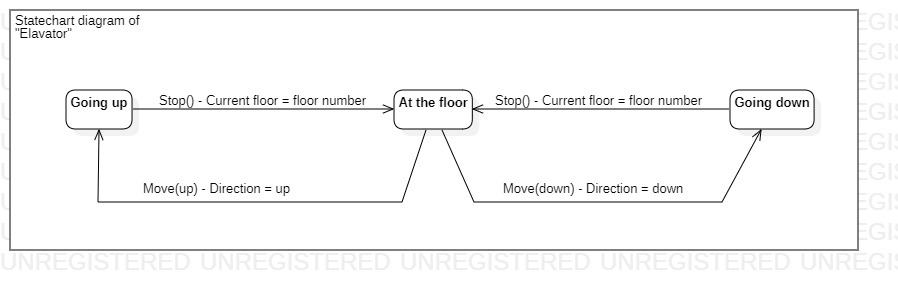 Statechart diagram of
"Elavator"
Going up
Stop() - Current floor = floor number
At the floor
Stop() - Current floor = floor number
Going down
Move(up) - Direction = up
Move(down) - Direction = down
UNREGISTERED UNREGISTERED UNREGISTERED UNREGISTERED UNREGIS